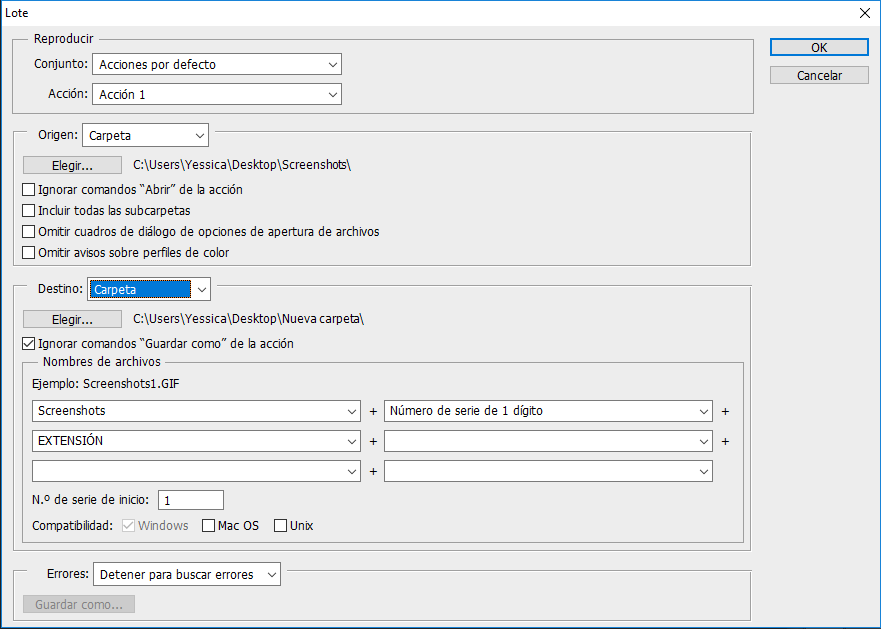 Lote
Reproducir
OK
Conjunto: Acciones por defecto
Cancelar
Acción: Acción 1
Origen: Carpeta
Elegir... C:\Users\Yessica\Desktop\Screenshots\
Ignorar comandos “Abrir” de la acción
Incluir todas las subcarpetas
Omitir cuadros de diálogo de opciones de apertura de archivos
Omitir avisos sobre perfiles de color
Destino: Carpeta
Elegir... C:\Users\Yessica\Desktop\Nueva carpeta\
Ignorar comandos “Guardar como” de la acción
Nombres de archivos
Ejemplo: Screenshots1.GIF
Screenshots + Número de serie de 1 dígito +
EXTENSIÓN + +
+
N.º de serie de inicio: 1
Compatibilidad: Windows Mac OS Unix
Errores: Detener para buscar errores
Guardar como...